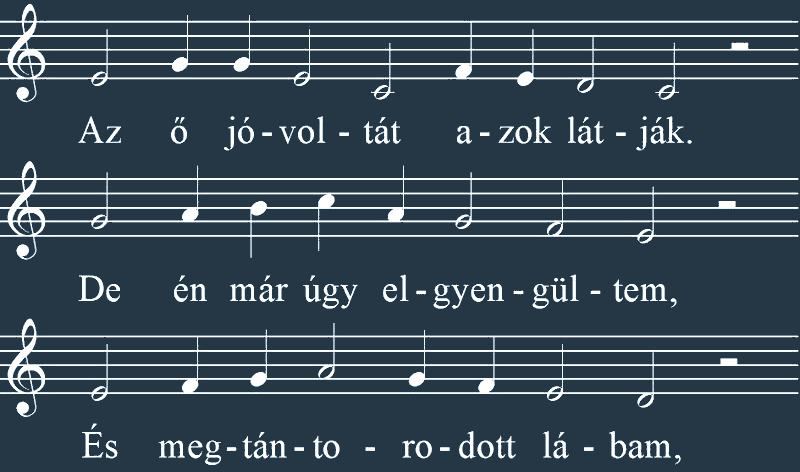 Az ő jó-vol - tát a-zok lát - ják.
De én már úgy el-gyen-gül - tem,
És meg-tán-to - ro-dott lá - bam,